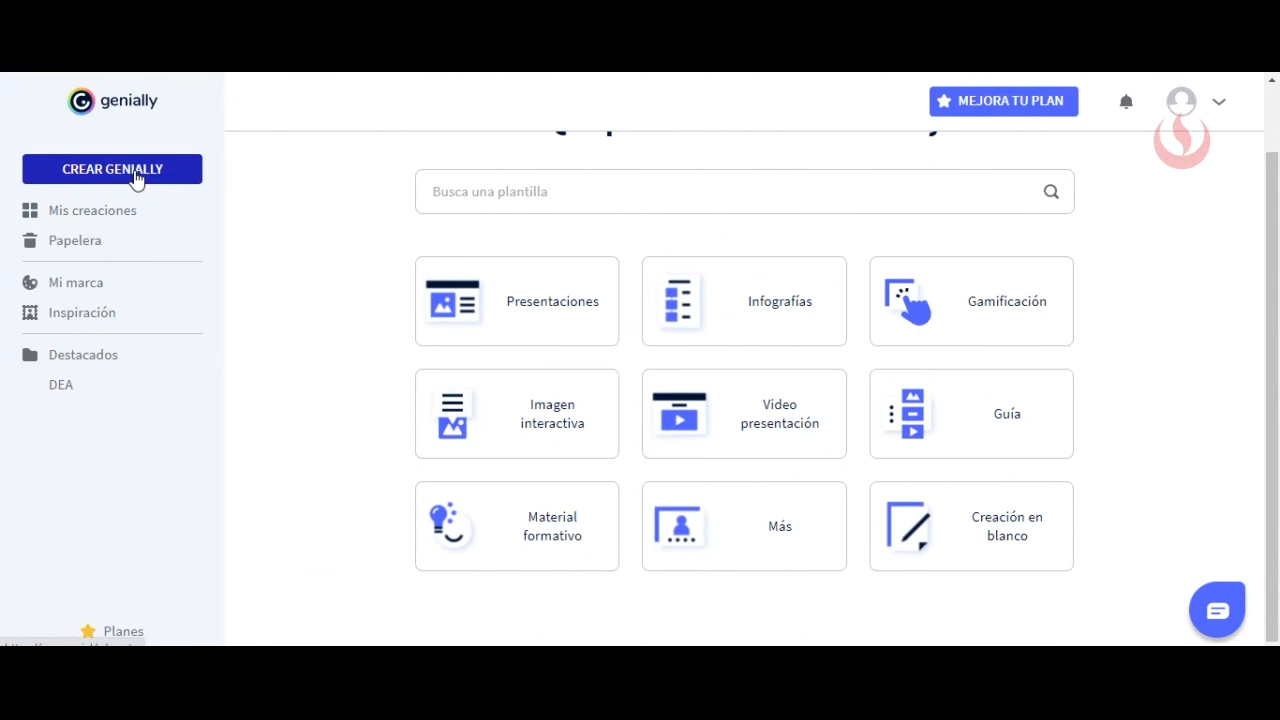 genially
MEJORA TU PLAN
CREAR GENIALLY
Busca una plantilla
Mis creaciones
Papelera
Mi marca
Inspiración
Destacados
DEA
Presentaciones
Infografías
Gamificación
Imagen
interactiva
Video
presentación
Guía
Material
formativo
Más
Creación en
blanco
Planes